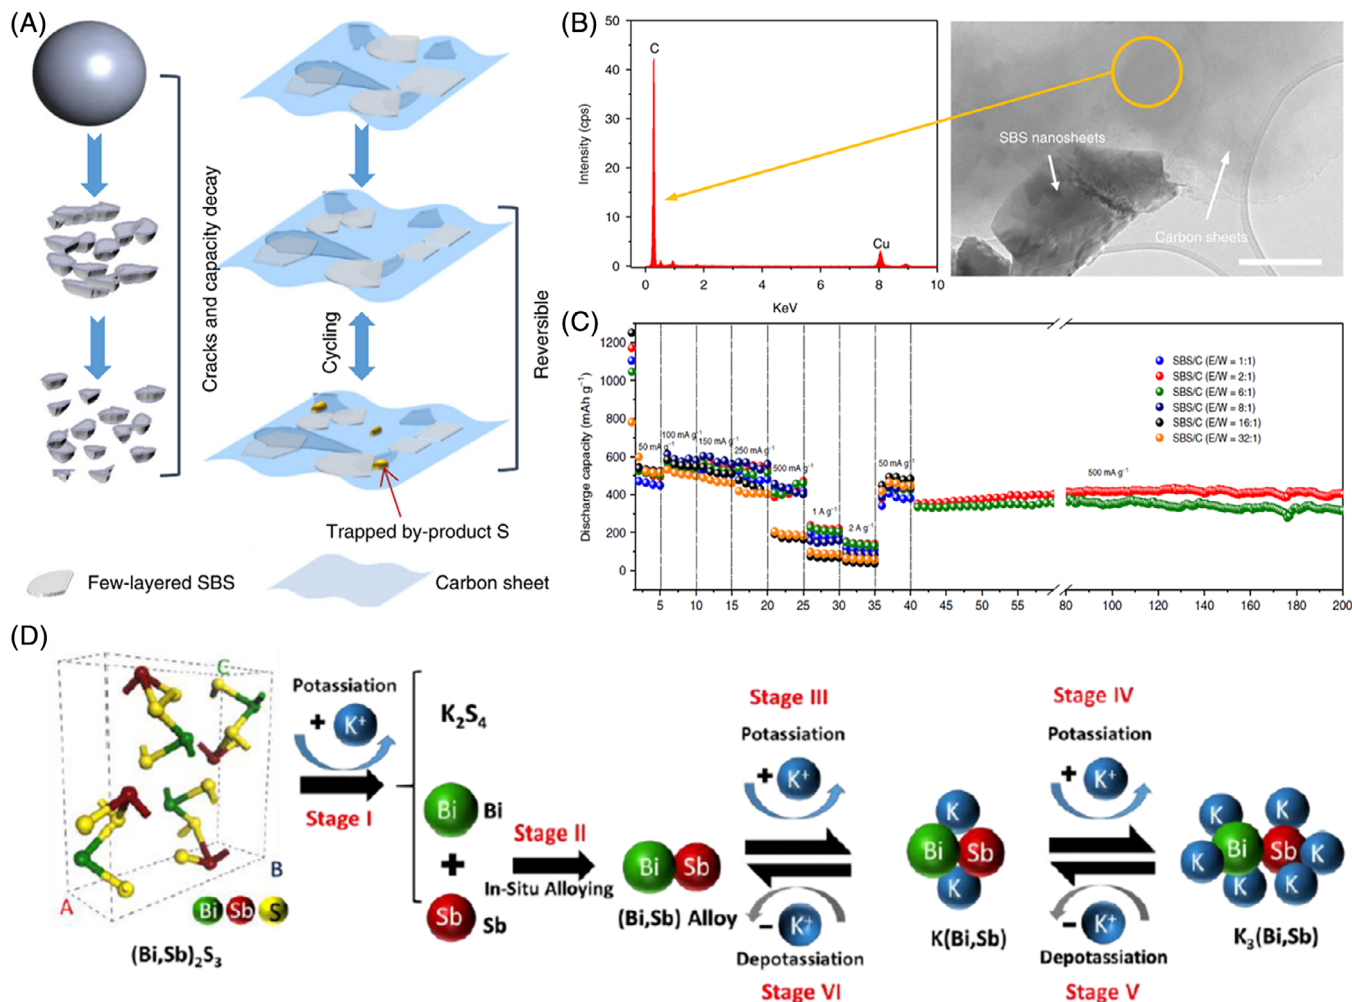 (A)
Cracks and capacity decay
Cycling
Reversible
Trapped by-product S
Few-layered SBS
Carbon sheet
(B)
Intensity (cps)
50
40
30
20
10
0
C
Cu
0
2
4
6
8
10
KeV
SBS nanosheets
Carbon sheets
(C)
Discharge capacity (mAh g⁻¹)
1200
1000
800
600
400
200
0
50 mA g⁻¹
100 mA g⁻¹
150 mA g⁻¹
250 mA g⁻¹
500 mA g⁻¹
1 A g⁻¹
2 A g⁻¹
50 mA g⁻¹
500 mA g⁻¹
SBS/C (E/W = 1:1)
SBS/C (E/W = 2:1)
SBS/C (E/W = 6:1)
SBS/C (E/W = 8:1)
SBS/C (E/W = 16:1)
SBS/C (E/W = 32:1)
5 10 15 20 25 30 35 40 45 50 55 80 100 120 140 160 180 200
(D)
A
B
C
Bi Sb S
(Bi,Sb)₂S₃
Potassiation
+ K⁺
Stage I
K₂S₄
Bi Bi
+
Sb Sb
Stage II
In-Situ Alloying
Bi Sb
(Bi,Sb) Alloy
Stage III
Potassiation
+ K⁺
− K⁺
Depotassiation
Stage VI
K
Bi Sb
K
K(Bi,Sb)
Stage IV
Potassiation
+ K⁺
− K⁺
Depotassiation
Stage V
K K
K Bi Sb K
K K
K₃(Bi,Sb)